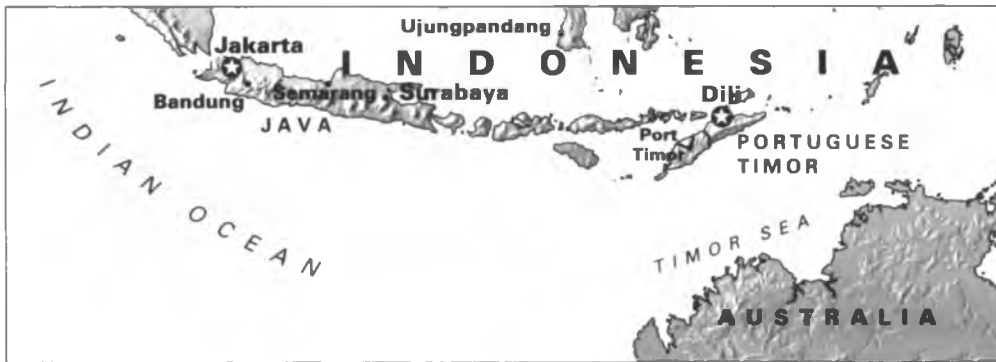 Ujungpandang
Jakarta
INDONESIA
Bandung
Semarang
Surabaya
JAVA
Dili
Port
Timor
PORTUGUESE
TIMOR
INDIAN OCEAN
TIMOR SEA
AUSTRALIA